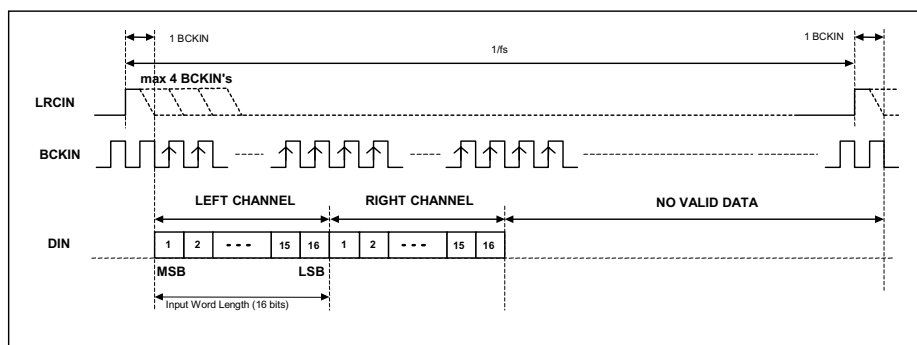 1 BCKIN
1 BCKIN
1/fs
max 4 BCKIN's
LRCIN
BCKIN
LEFT CHANNEL
RIGHT CHANNEL
NO VALID DATA
DIN
1 2 15 16 1 2 15 16
MSB
LSB
Input Word Length (16 bits)